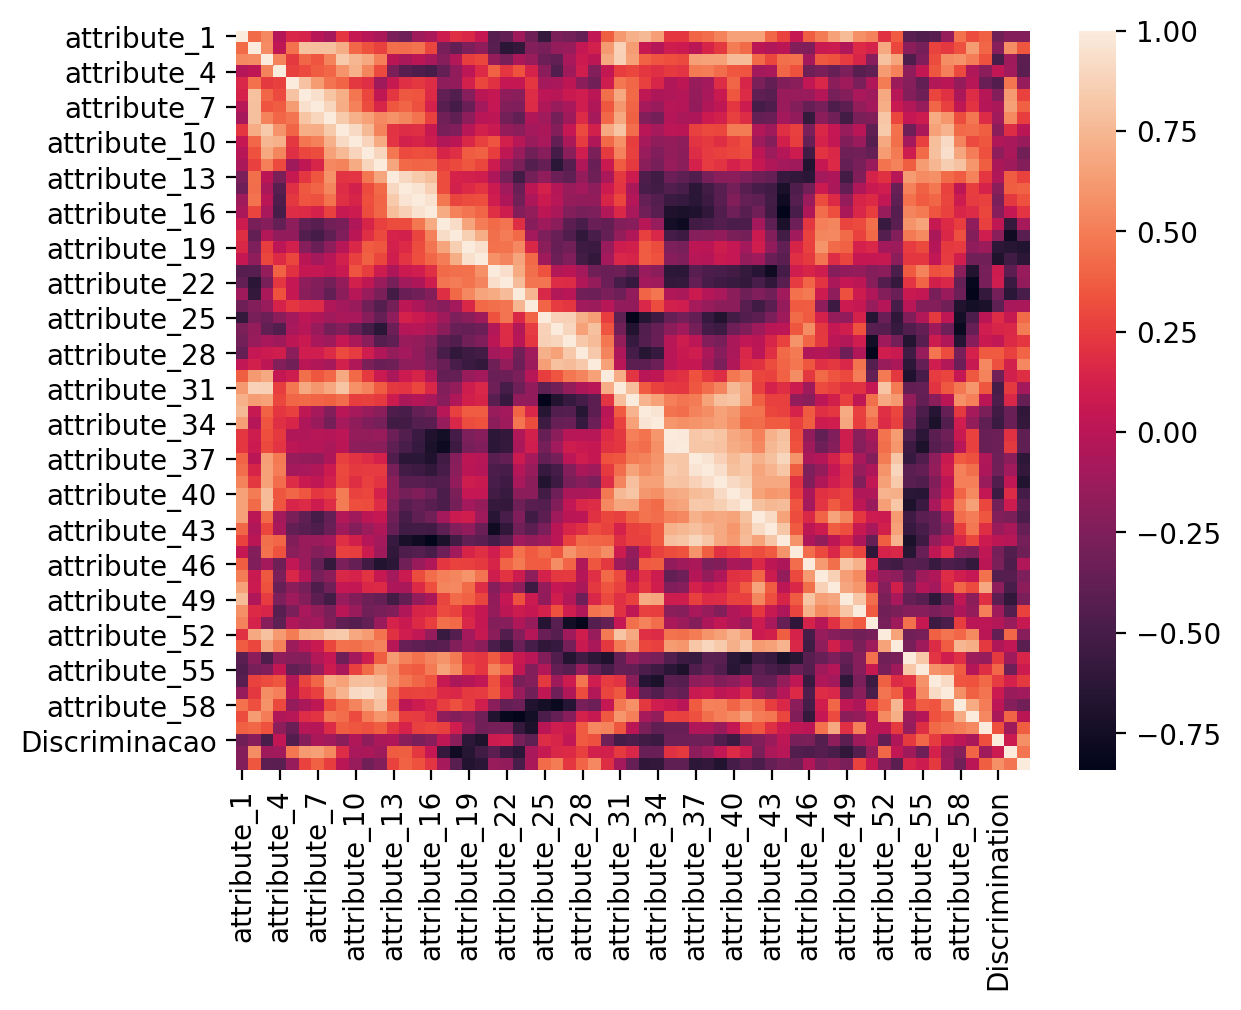 attribute_1
attribute_4
attribute_7
attribute_10
attribute_13
attribute_16
attribute_19
attribute_22
attribute_25
attribute_28
attribute_31
attribute_34
attribute_37
attribute_40
attribute_43
attribute_46
attribute_49
attribute_52
attribute_55
attribute_58
Discriminacao
attribute_1
attribute_4
attribute_7
attribute_10
attribute_13
attribute_16
attribute_19
attribute_22
attribute_25
attribute_28
attribute_31
attribute_34
attribute_37
attribute_40
attribute_43
attribute_46
attribute_49
attribute_52
attribute_55
attribute_58
Discrimination
1.00
0.75
0.50
0.25
0.00
−0.25
−0.50
−0.75